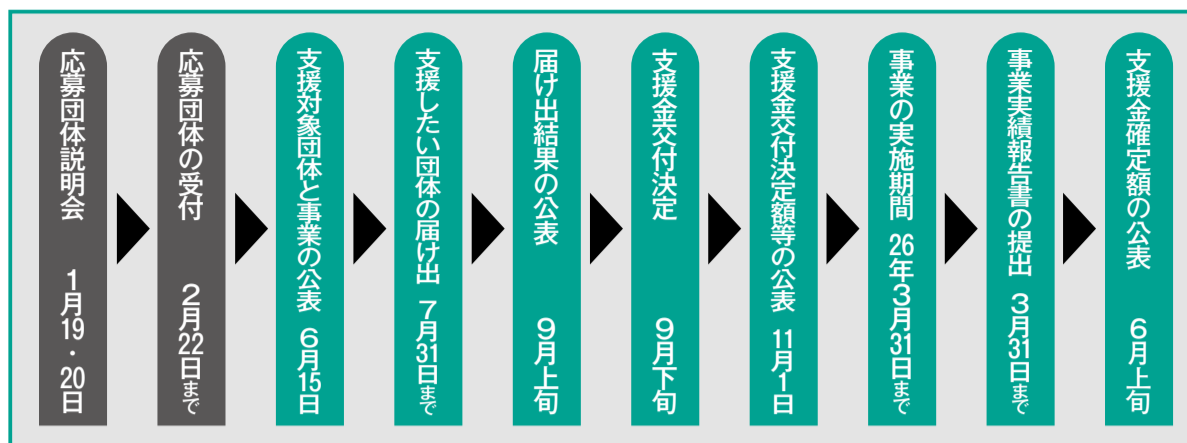 応募団体説明会 1月19・20日
応募団体の受付 2月22日まで
支援対象団体と事業の公表 6月15日
支援したい団体の届け出 7月31日まで
届け出結果の公表 9月上旬
支援金交付決定 9月下旬
支援金交付決定額等の公表 11月1日
事業の実施期間 26年3月31日まで
事業実績報告書の提出 3月31日まで
支援金確定額の公表 6月上旬